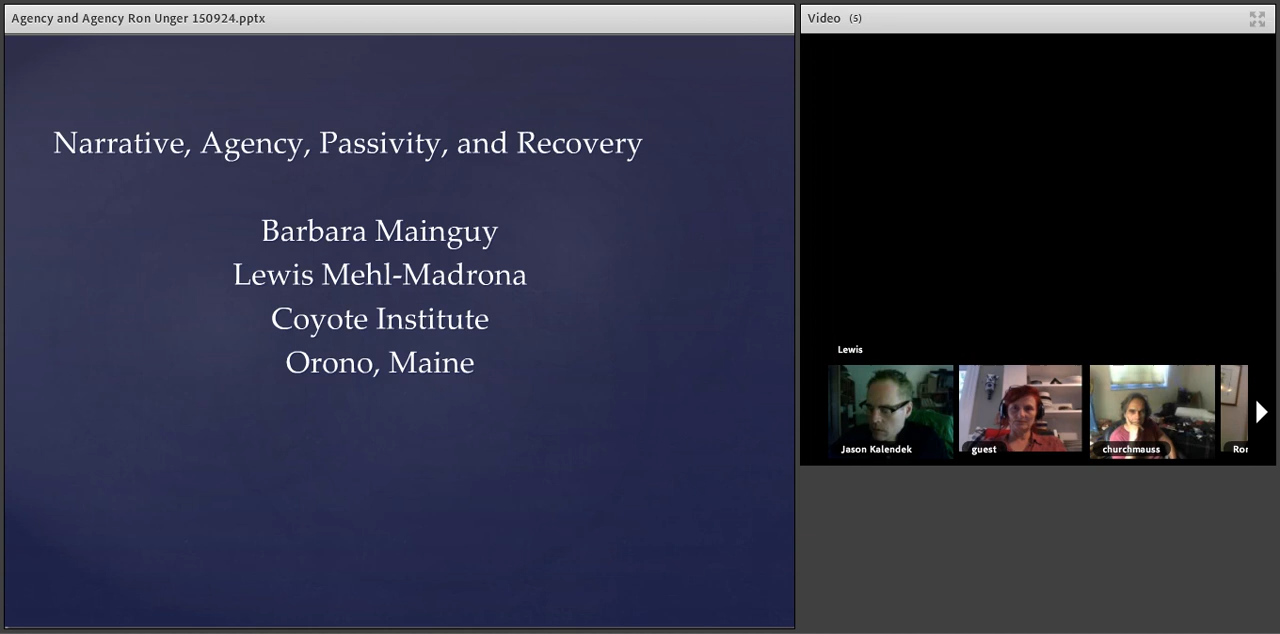 Agency and Agency Ron Unger 150924.pptx
Narrative, Agency, Passivity, and Recovery
Barbara Mainguy
Lewis Mehl-Madrona
Coyote Institute
Orono, Maine
Video (5)
Lewis
Jason Kalendek
guest
churchmauss